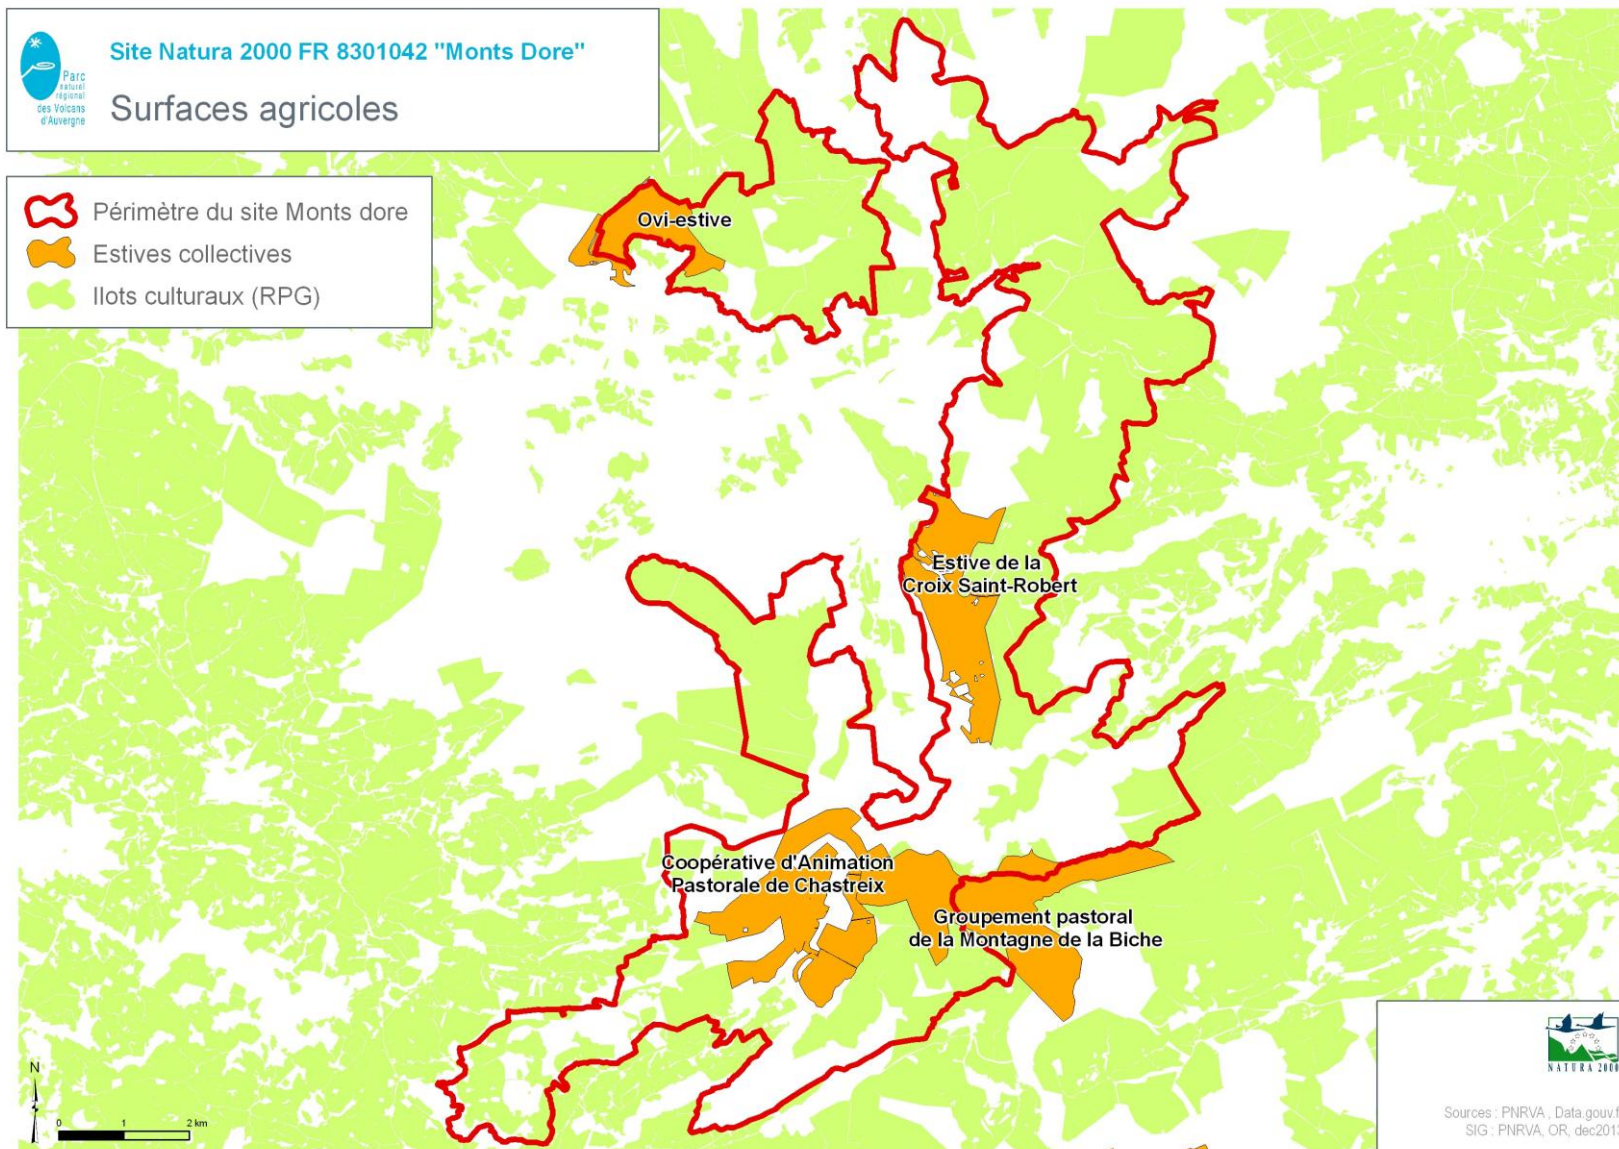 Parc
naturel
régional
des Volcans
d'Auvergne
Site Natura 2000 FR 8301042 "Monts Dore"
Surfaces agricoles
Périmètre du site Monts dore
Estives collectives
Ilots culturaux (RPG)
Ovi-estive
Estive de la
Croix Saint-Robert
Coopérative d'Animation
Pastorale de Chastreix
Groupement pastoral
de la Montagne de la Biche
N
0 1 2 km
NATURA 2000
Sources : PNRVA , Data.gouv.f
SIG : PNRVA, OR, dec2013